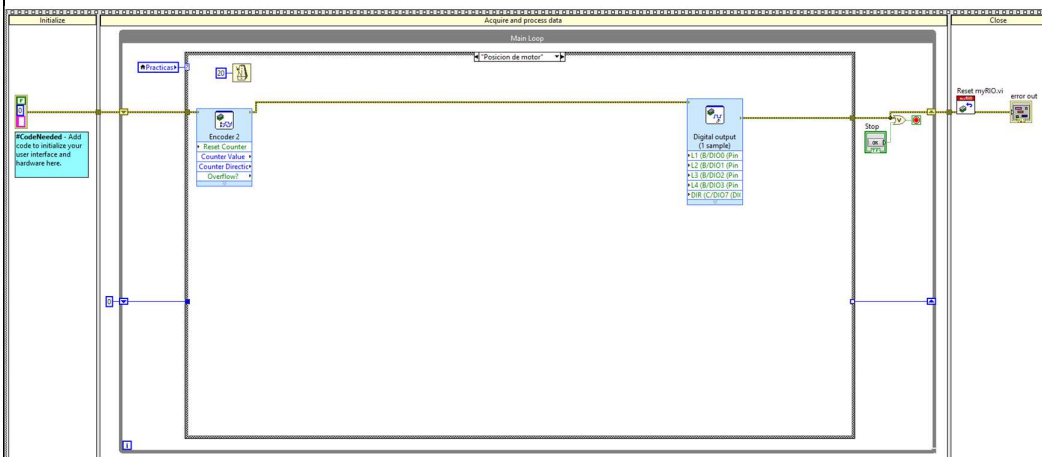 Initialize
Acquire and process data
Close
Main Loop
"Posicion de motor"
Practicas
20
F
0
#CodeNeeded - Add
code to initialize your
user interface and
hardware here.
Encoder 2
Reset Counter
Counter Value
Counter Directic
Overflow?
Digital output
(1 sample)
L1 (B/DIO0 (Pin
L2 (B/DIO1 (Pin
L3 (B/DIO2 (Pin
L4 (B/DIO3 (Pin
DIR (C/DIO7 (DI
Stop
OK
Reset myRIO.vi
error out
0
i